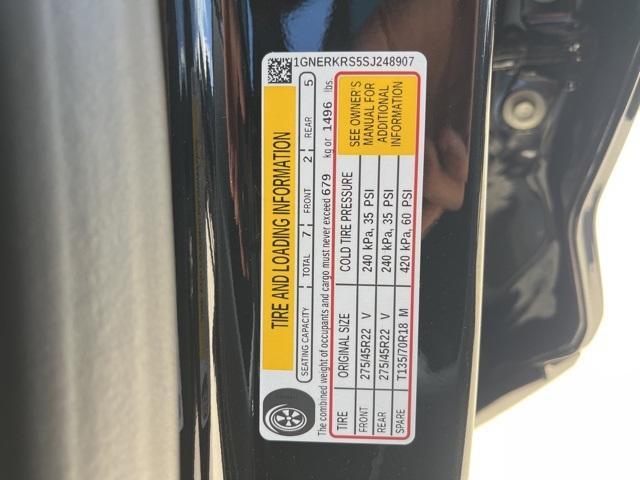 1GNERKRS5SJ248907
TIRE AND LOADING INFORMATION
SEATING CAPACITY TOTAL 7 FRONT 2 REAR 5
The combined weight of occupants and cargo must never exceed 679 kg or 1496 lbs.
TIRE ORIGINAL SIZE COLD TIRE PRESSURE
FRONT 275/45R22 V 240 kPa, 35 PSI
REAR 275/45R22 V 240 kPa, 35 PSI
SPARE T135/70R18 M 420 kPa, 60 PSI
SEE OWNER'S
MANUAL FOR
ADDITIONAL
INFORMATION